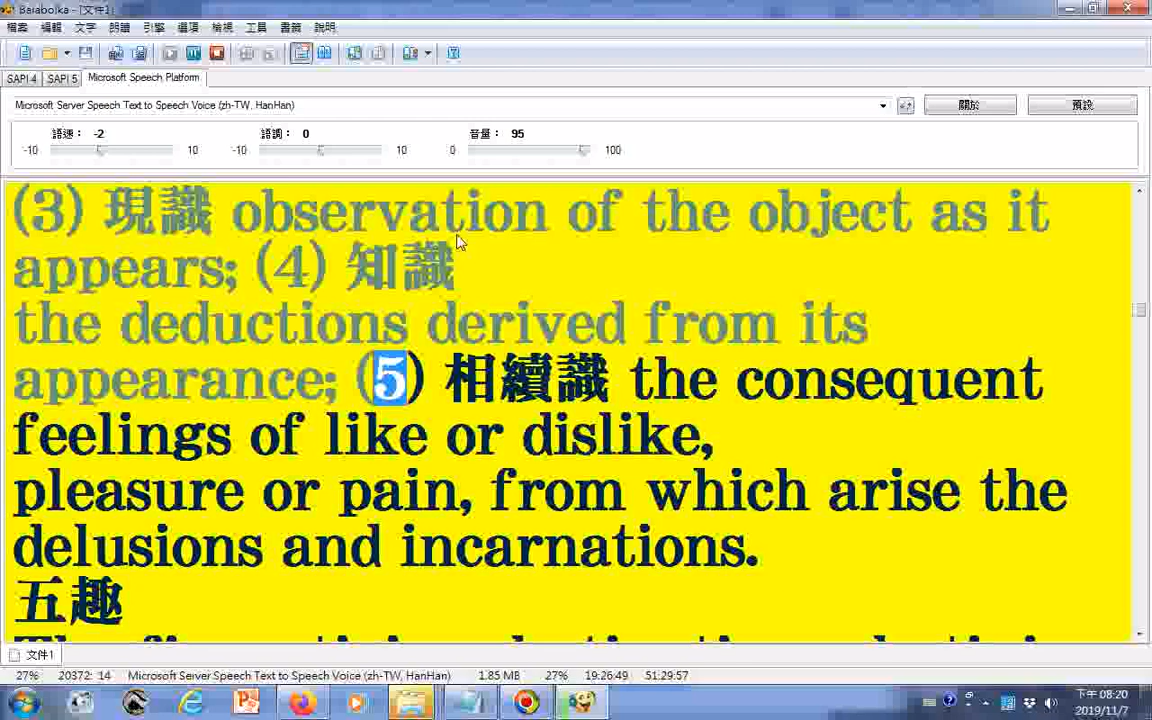 Balabolka - [文件1]
檔案 編輯 文字 朗讀 引擎 選項 檢視 工具 書籤 說明
SAPI 4 SAPI 5 Microsoft Speech Platform
Microsoft Server Speech Text to Speech Voice (zh-TW, HanHan) 關於 預設
語速： -2 語調： 0 音量： 95
-10 10 -10 10 0 100
(3) 現識 observation of the object as it
appears; (4) 知識
the deductions derived from its
appearance; (5) 相續識 the consequent
feelings of like or dislike,
pleasure or pain, from which arise the
delusions and incarnations.
五趣
文件1
27% 20372: 14 Microsoft Server Speech Text to Speech Voice (zh-TW, HanHan) 1.85 MB 27% 19:26:49 51:29:57
下午 08:20
2019/11/7